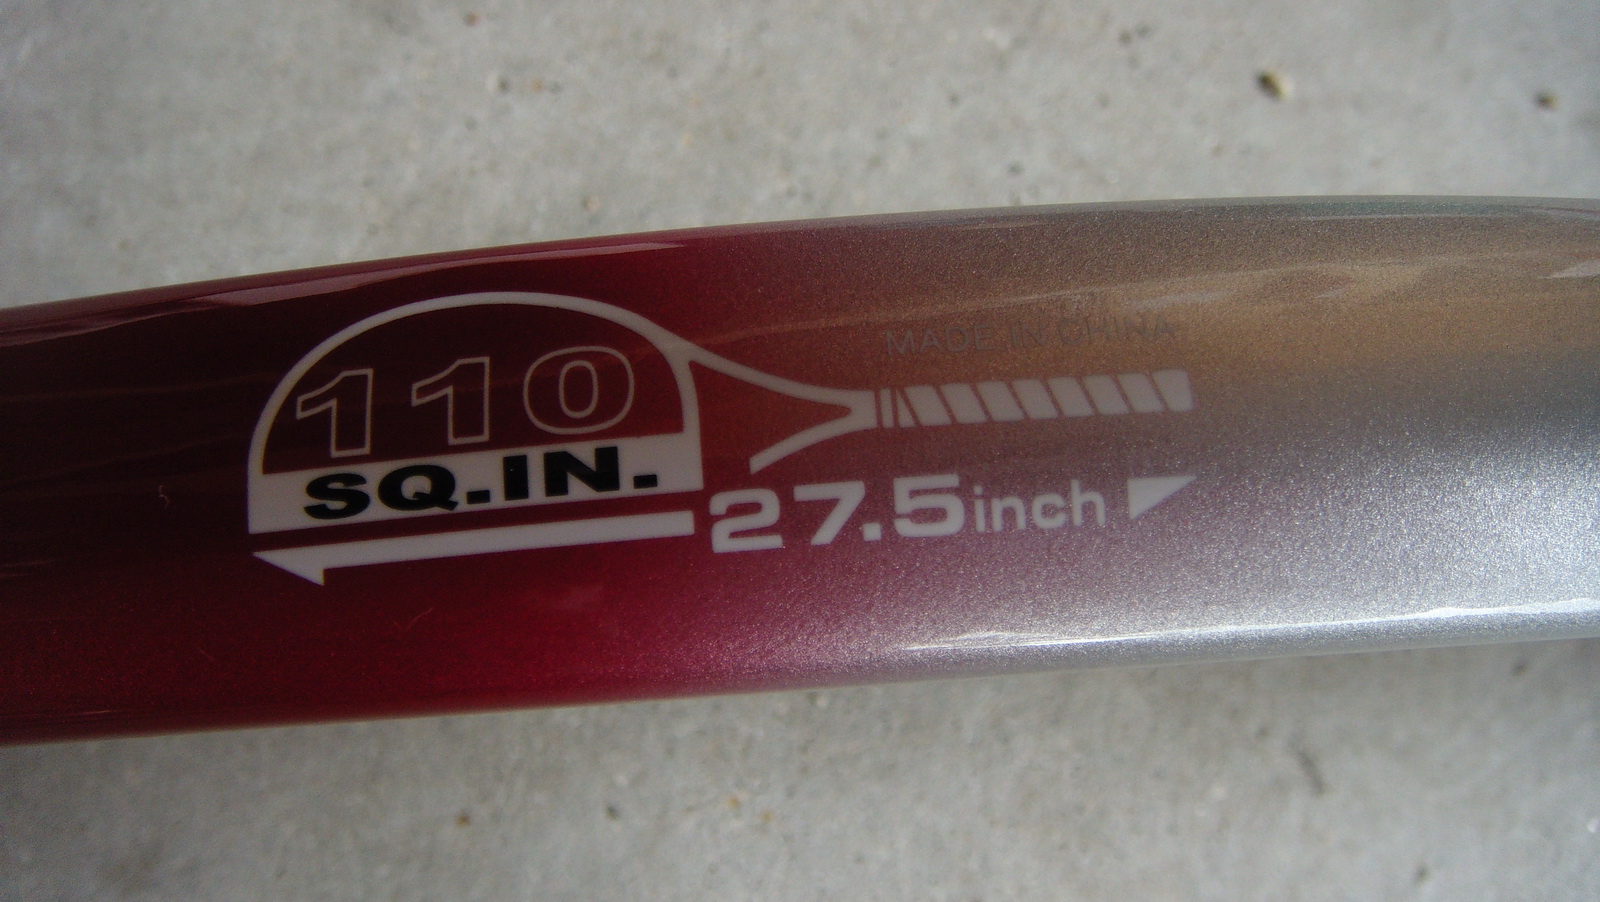 MADE IN CHINA
110
SQ.IN.
27.5inch